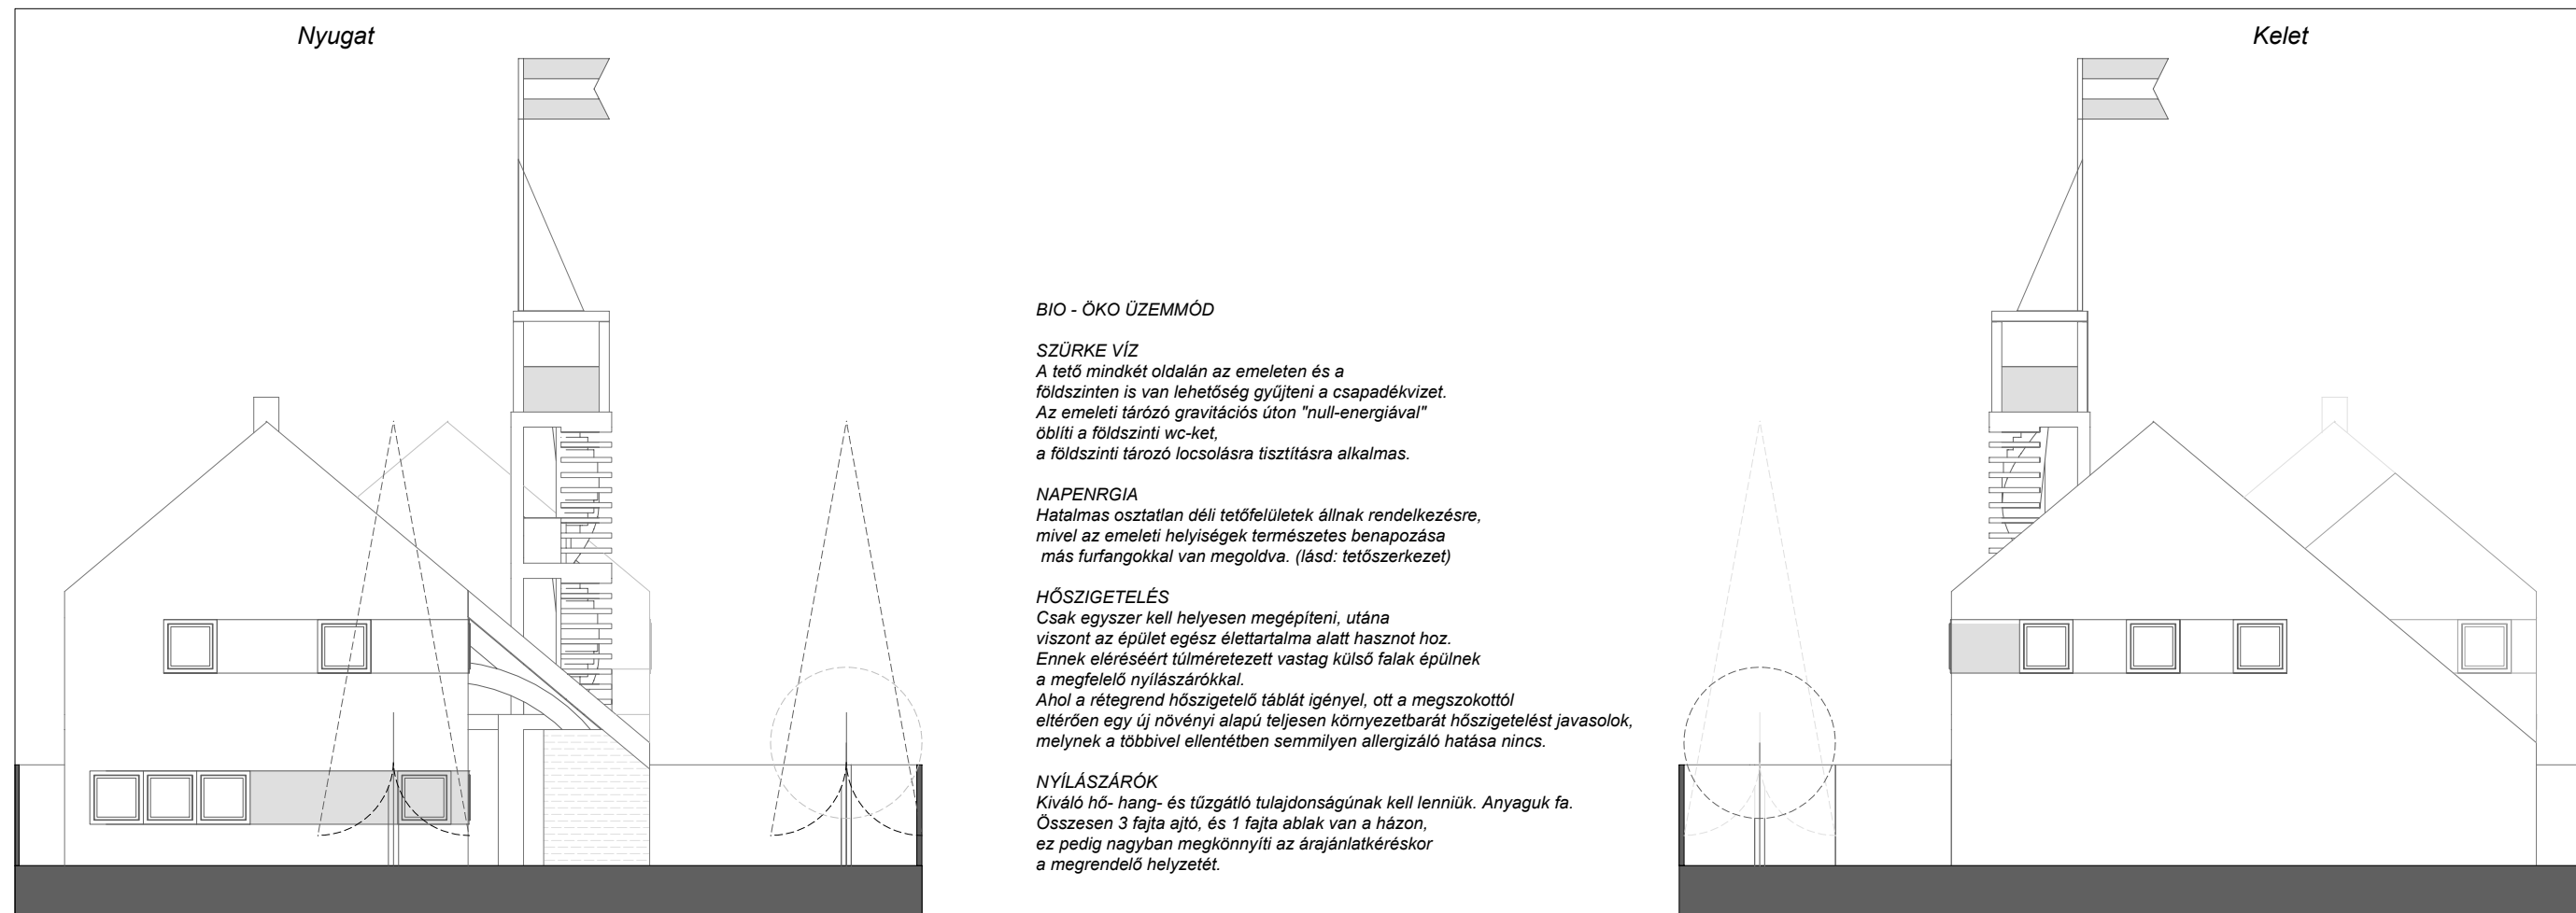 Nyugat
Kelet
BIO - ÖKO ÜZEMMÓD
SZÜRKE VÍZ
A tető mindkét oldalán az emeleten és a
földszinten is van lehetőség gyűjteni a csapadékvizet.
Az emeleti tárózó gravitációs úton "null-energiával"
öblíti a földszinti wc-ket,
a földszinti tározó locsolásra tisztításra alkalmas.
NAPENRGIA
Hatalmas osztatlan déli tetőfelületek állnak rendelkezésre,
mivel az emeleti helyiségek természetes benapozása
más furfangokkal van megoldva. (lásd: tetőszerkezet)
HŐSZIGETELÉS
Csak egyszer kell helyesen megépíteni, utána
viszont az épület egész élettartalma alatt hasznot hoz.
Ennek eléréséért túlméretezett vastag külső falak épülnek
a megfelelő nyílászárókkal.
Ahol a rétegrend hőszigetelő táblát igényel, ott a megszokottól
eltérően egy új növényi alapú teljesen környezetbarát hőszigetelést javasolok,
melynek a többivel ellentétben semmilyen allergizáló hatása nincs.
NYÍLÁSZÁRÓK
Kiváló hő- hang- és tűzgátló tulajdonságúnak kell lenniük. Anyaguk fa.
Összesen 3 fajta ajtó, és 1 fajta ablak van a házon,
ez pedig nagyban megkönnyíti az árajánlatkéréskor
a megrendelő helyzetét.